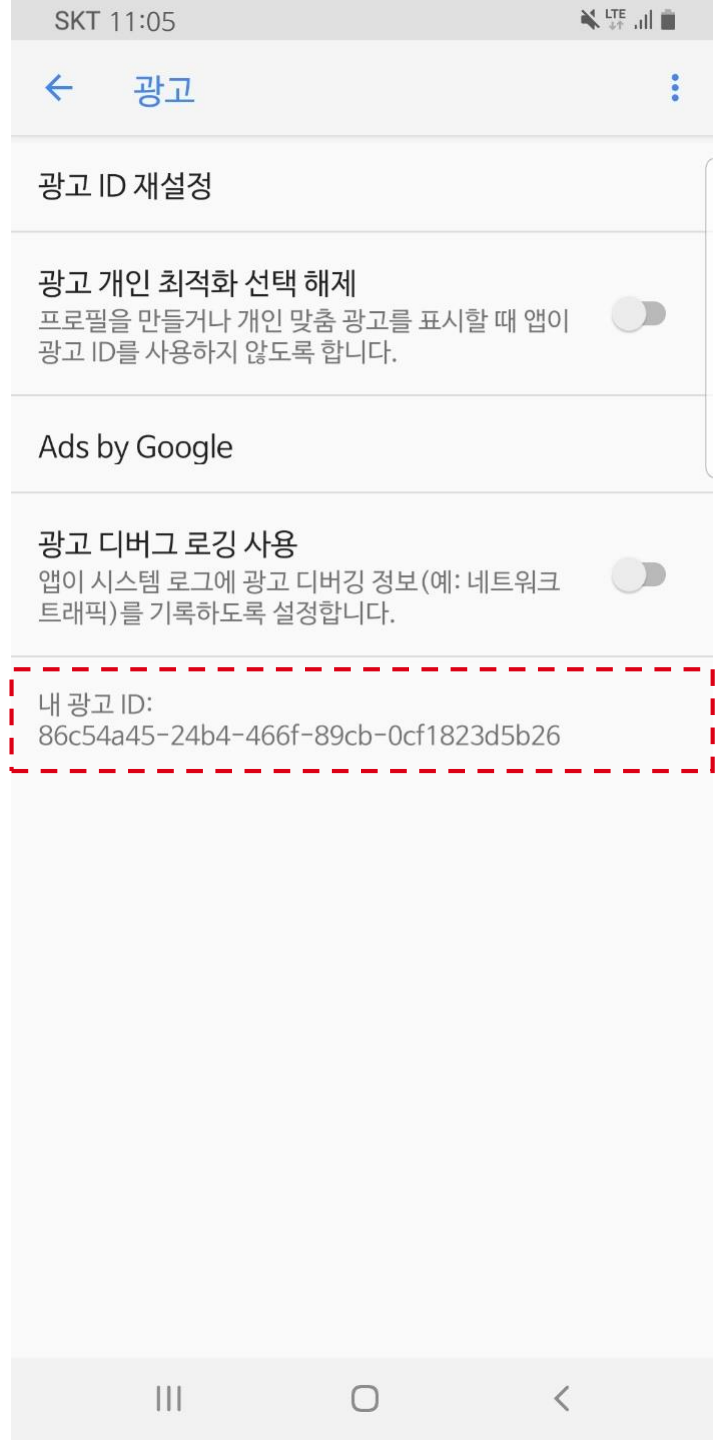 SKT 11:05
LTE
광고
광고 ID 재설정
광고 개인 최적화 선택 해제
프로필을 만들거나 개인 맞춤 광고를 표시할 때 앱이
광고 ID를 사용하지 않도록 합니다.
Ads by Google
광고 디버그 로깅 사용
앱이 시스템 로그에 광고 디버깅 정보(예: 네트워크
트래픽)를 기록하도록 설정합니다.
내 광고 ID:
86c54a45-24b4-466f-89cb-0cf1823d5b26